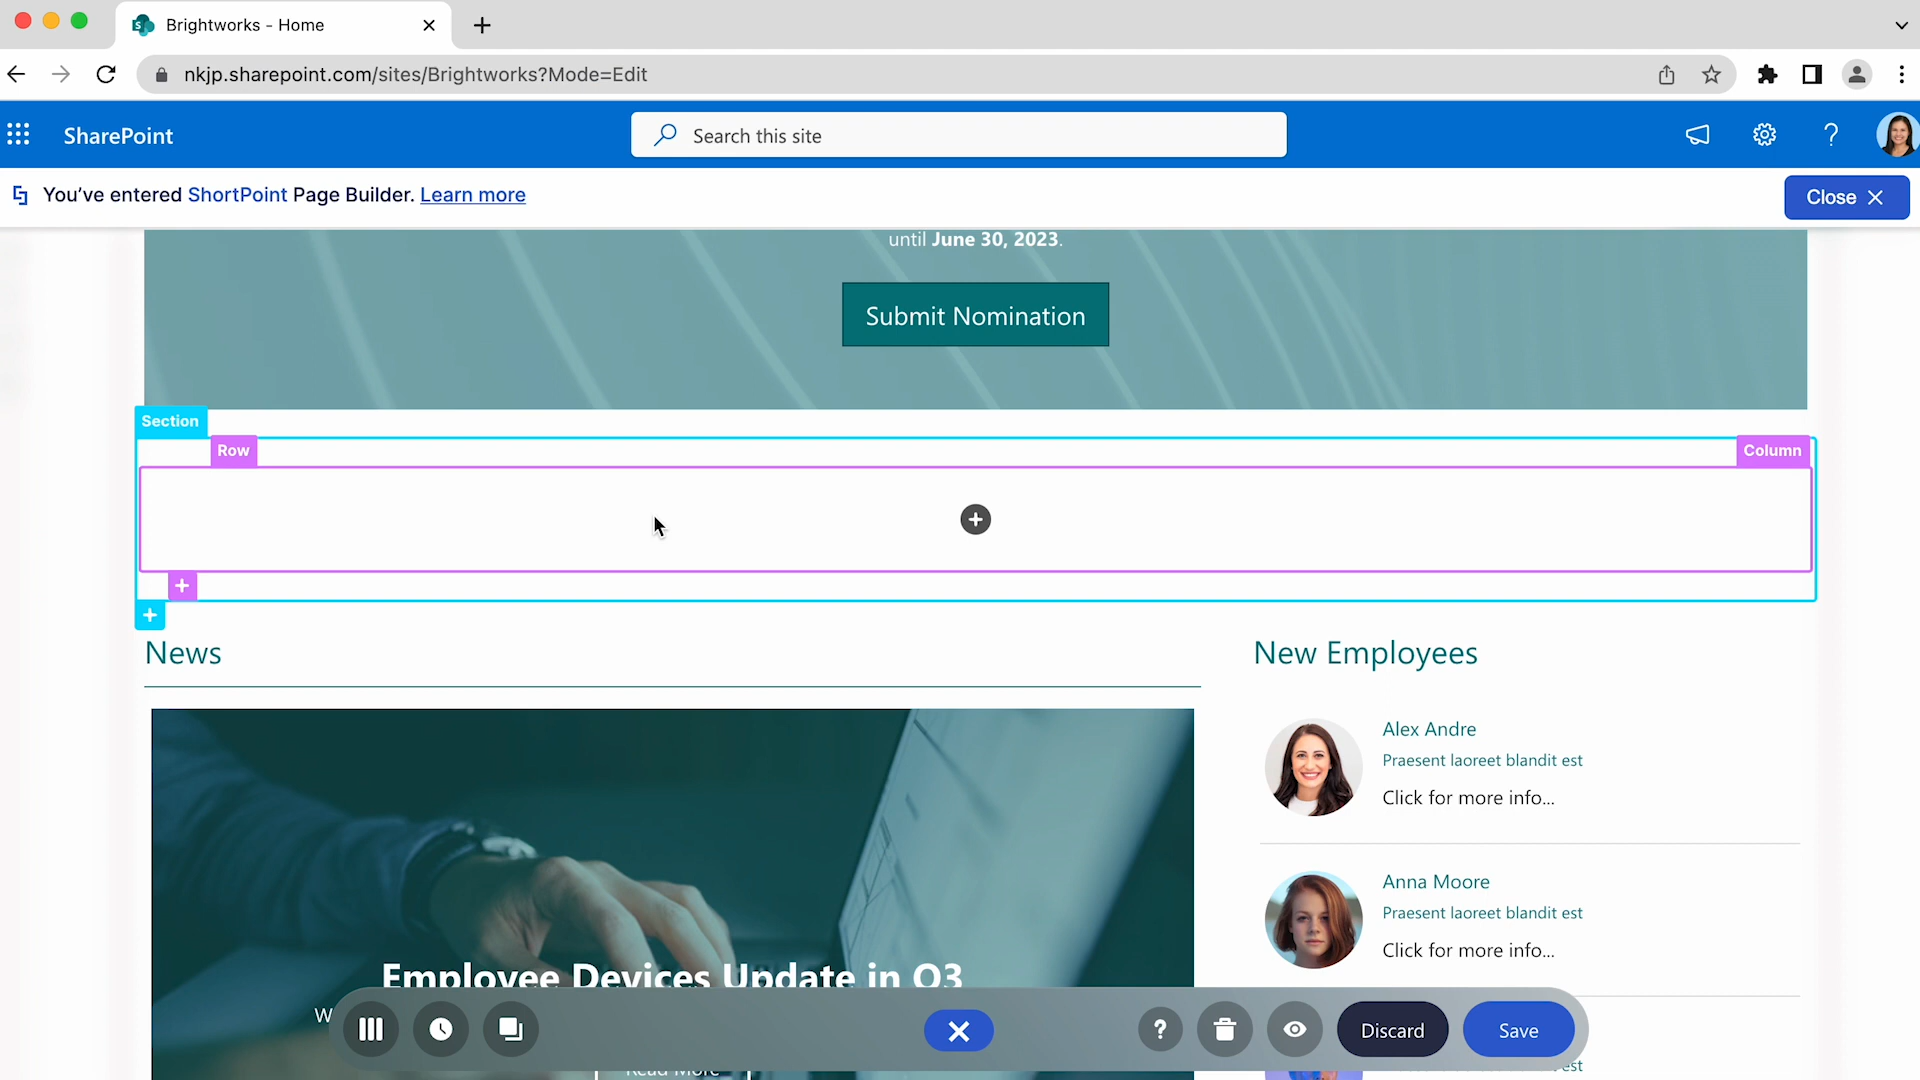 Brightworks - Home
nkjp.sharepoint.com/sites/Brightworks?Mode=Edit
SharePoint
Search this site
You've entered ShortPoint Page Builder. Learn more
Close
until June 30, 2023.
Submit Nomination
Section
Row
Column
News
New Employees
Alex Andre
Praesent laoreet blandit est
Click for more info...
Anna Moore
Praesent laoreet blandit est
Click for more info...
Employee Devices Update in Q3
W
Discard
Save
Read More
est